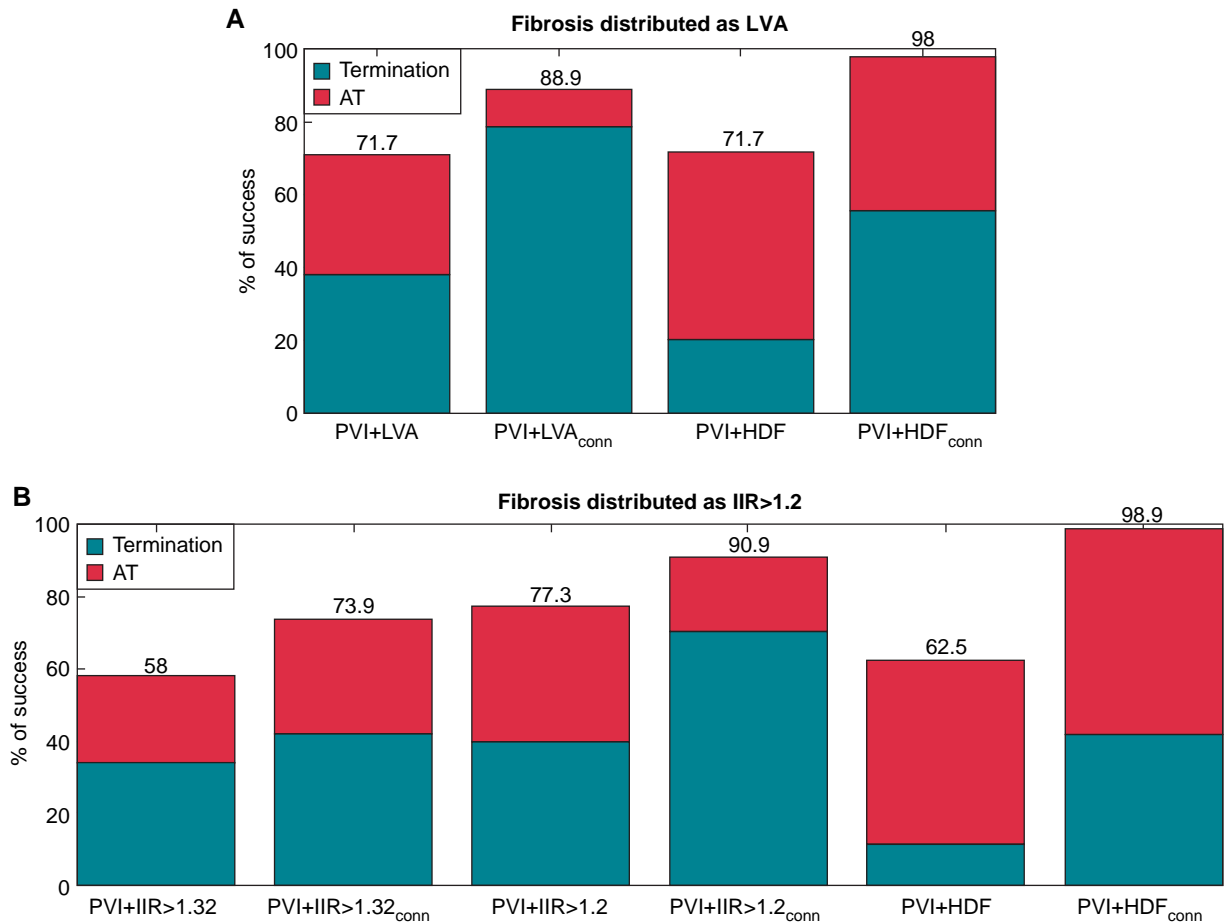 A
Fibrosis distributed as LVA
Termination
AT
% of success
100
80
60
40
20
0
71.7
88.9
71.7
98
PVI+LVA
PVI+LVAconn
PVI+HDF
PVI+HDFconn
B
Fibrosis distributed as IIR>1.2
Termination
AT
% of success
100
80
60
40
20
0
58
73.9
77.3
90.9
62.5
98.9
PVI+IIR>1.32
PVI+IIR>1.32conn
PVI+IIR>1.2
PVI+IIR>1.2conn
PVI+HDF
PVI+HDFconn